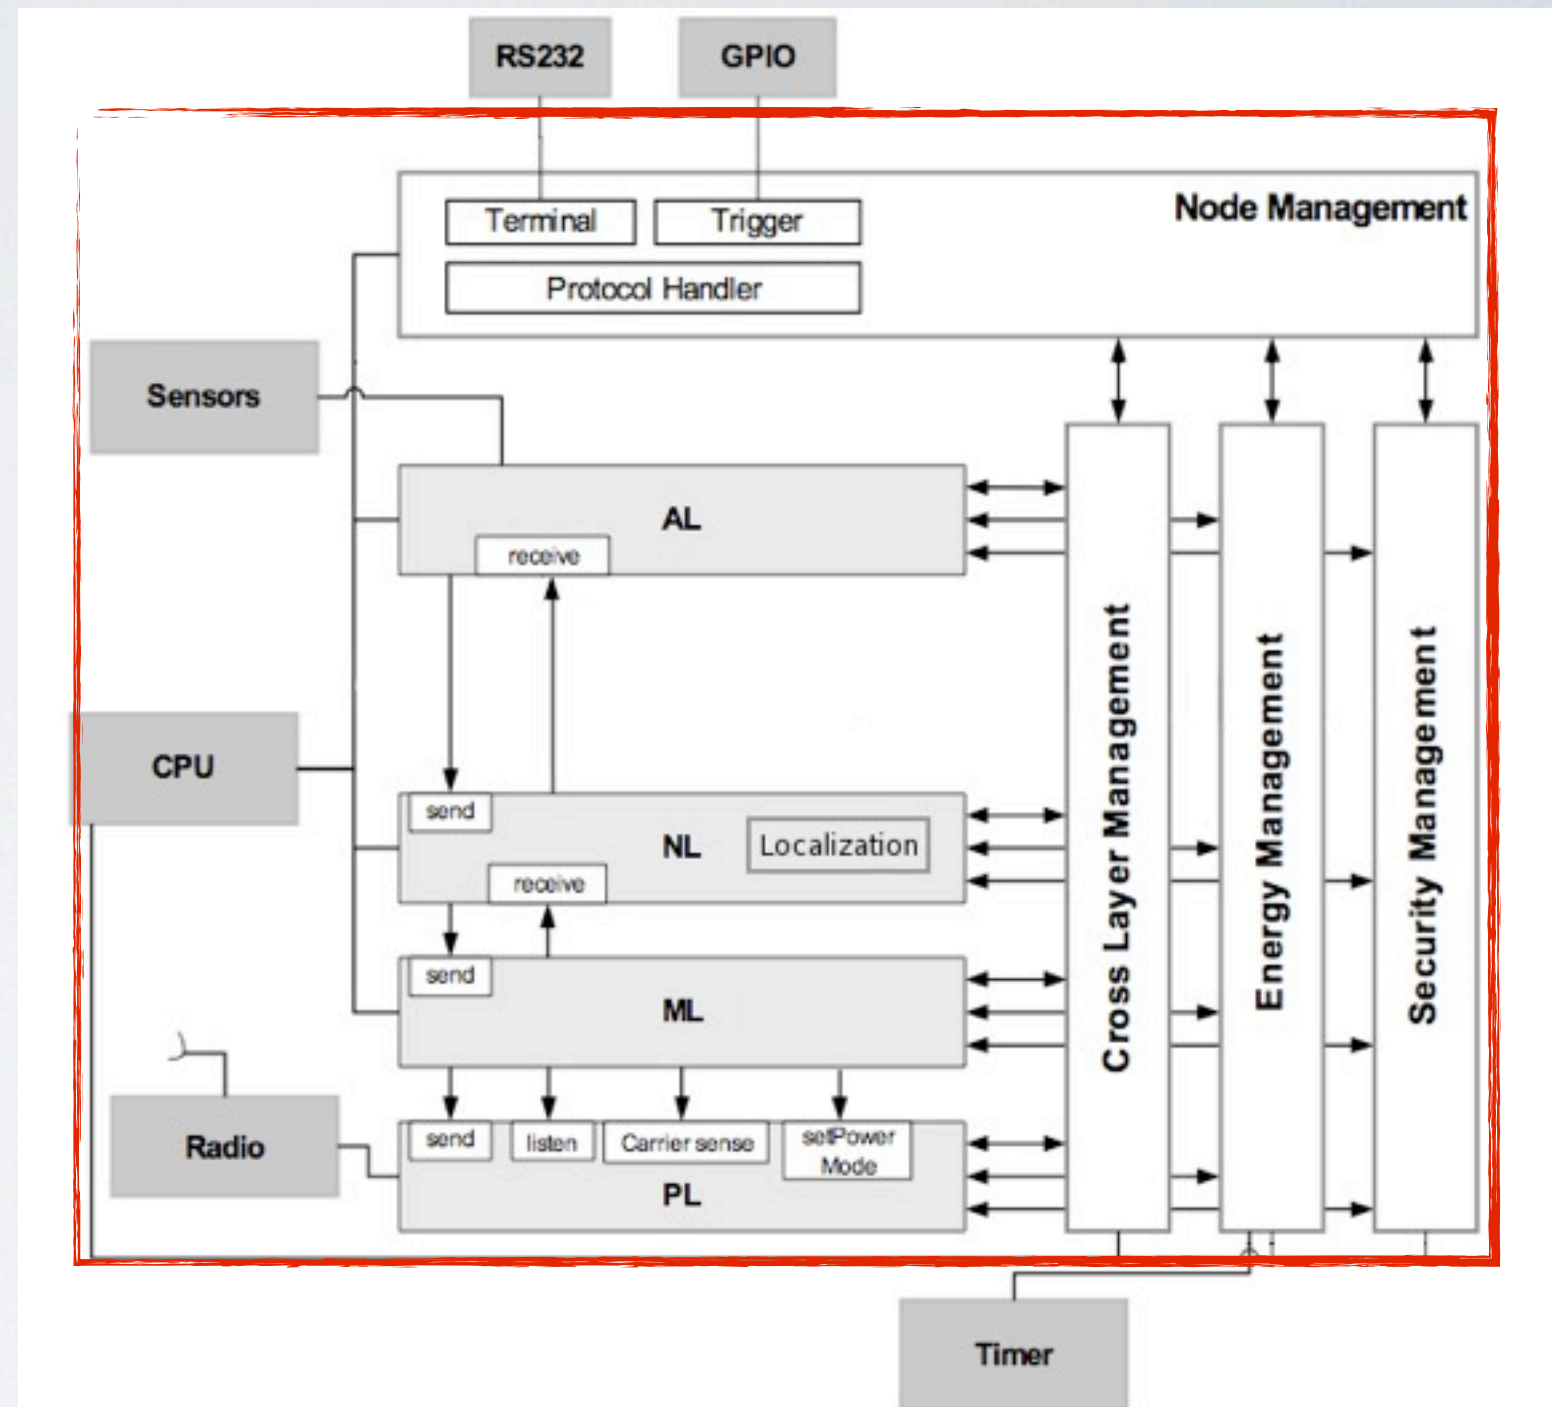 RS232
GPIO
Node Management
Terminal
Trigger
Protocol Handler
Sensors
AL
receive
CPU
send
NL
Localization
receive
send
ML
Radio
send
listen
Carrier sense
setPower
Mode
PL
Cross Layer Management
Energy Management
Security Management
Timer